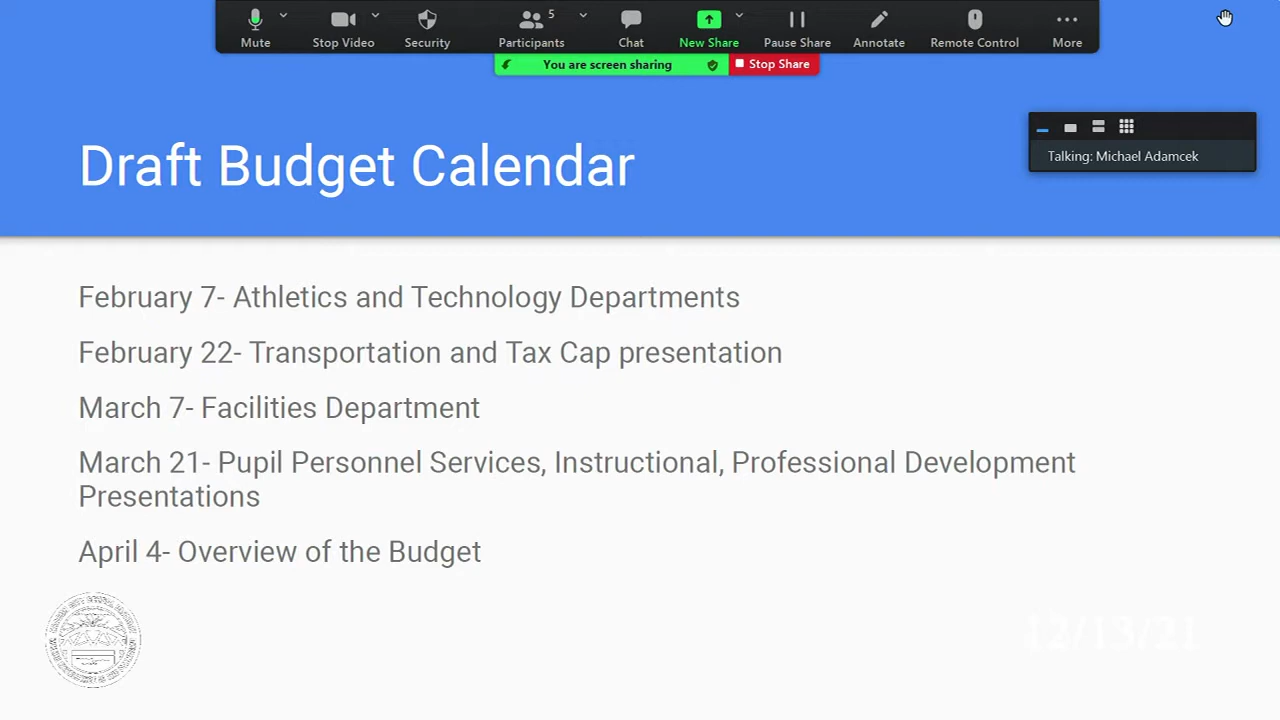 Mute
Stop Video
Security
5
Participants
Chat
New Share
Pause Share
Annotate
Remote Control
More
You are screen sharing
Stop Share
Talking: Michael Adamcek
Draft Budget Calendar
February 7- Athletics and Technology Departments
February 22- Transportation and Tax Cap presentation
March 7- Facilities Department
March 21- Pupil Personnel Services, Instructional, Professional Development
Presentations
April 4- Overview of the Budget
12/13/21